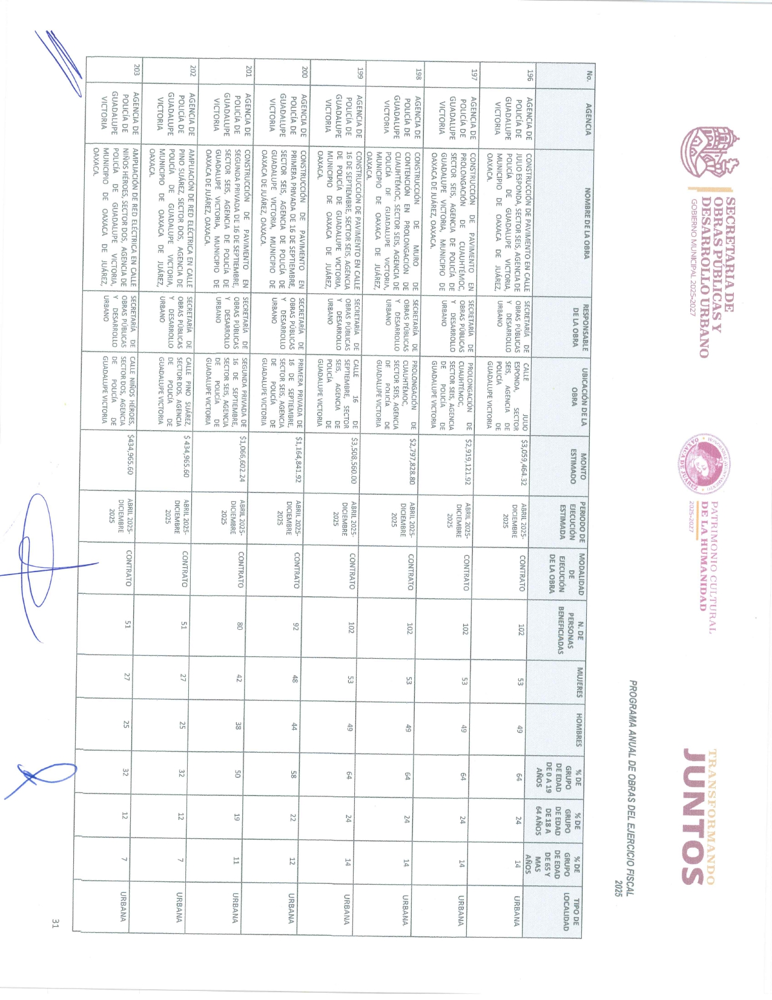 SECRETARÍA DE
OBRAS PÚBLICAS Y
DESARROLLO URBANO
GOBIERNO MUNICIPAL 2025-2027
HONORABLE AYUNTAMIENTO
OAXACA DE JUÁREZ
PATRIMONIO CULTURAL
DE LA HUMANIDAD
2025-2027
TRANSFORMANDO
JUNTOS
PROGRAMA ANUAL DE OBRAS DEL EJERCICIO FISCAL
2025
No.
AGENCIA
NOMBRE DE LA OBRA
RESPONSABLE
DE LA OBRA
UBICACIÓN DE LA
OBRA
MONTO
ESTIMADO
PERIODO DE
EJECUCIÓN
ESTIMADA
MODALIDAD
DE
EJECUCIÓN
DE LA OBRA
N. DE
PERSONAS
BENEFICIADAS
MUJERES
HOMBRES
% DE
GRUPO
DE EDAD
DE 0 A 19
AÑOS
% DE
GRUPO
DE EDAD
DE 18 A
64 AÑOS
% DE
GRUPO
DE EDAD
DE 65 Y
MAS
AÑOS
TIPO DE
LOCALIDAD
196
AGENCIA DE
POLICÍA DE
GUADALUPE
VICTORIA
CONSTRUCCIÓN DE PAVIMENTO EN CALLE
JULIO ESPONDA, SECTOR SEIS, AGENCIA DE
POLICÍA DE GUADALUPE VICTORIA,
MUNICIPIO DE OAXACA DE JUÁREZ,
OAXACA.
SECRETARÍA DE
OBRAS PÚBLICAS
Y DESARROLLO
URBANO
CALLE JULIO
ESPONDA, SECTOR
SEIS, AGENCIA DE
POLICÍA DE
GUADALUPE VICTORIA
$3,059,464.32
ABRIL 2025-
DICIEMBRE
2025
CONTRATO
102
53
49
64
24
14
URBANA
197
AGENCIA DE
POLICÍA DE
GUADALUPE
VICTORIA
CONSTRUCCIÓN DE PAVIMENTO EN
PROLONGACIÓN DE CUAUHTÉMOC,
SECTOR SEIS, AGENCIA DE POLICÍA DE
GUADALUPE VICTORIA, MUNICIPIO DE
OAXACA DE JUÁREZ, OAXACA.
SECRETARÍA DE
OBRAS PÚBLICAS
Y DESARROLLO
URBANO
PROLONGACIÓN DE
CUAUHTÉMOC,
SECTOR SEIS, AGENCIA
DE POLICÍA DE
GUADALUPE VICTORIA
$2,919,121.92
ABRIL 2025-
DICIEMBRE
2025
CONTRATO
102
53
49
64
24
14
URBANA
198
AGENCIA DE
POLICÍA DE
GUADALUPE
VICTORIA
CONSTRUCCIÓN DE MURO DE
CONTENCIÓN EN PROLONGACIÓN DE
CUAUHTÉMOC, SECTOR SEIS, AGENCIA DE
POLICÍA DE GUADALUPE VICTORIA,
MUNICIPIO DE OAXACA DE JUÁREZ,
OAXACA.
SECRETARÍA DE
OBRAS PÚBLICAS
Y DESARROLLO
URBANO
PROLONGACIÓN DE
CUAUHTÉMOC,
SECTOR SEIS, AGENCIA
DE POLICÍA DE
GUADALUPE VICTORIA
$2,797,828.80
ABRIL 2025-
DICIEMBRE
2025
CONTRATO
102
53
49
64
24
14
URBANA
199
AGENCIA DE
POLICÍA DE
GUADALUPE
VICTORIA
CONSTRUCCIÓN DE PAVIMENTO EN CALLE
16 DE SEPTIEMBRE, SECTOR SEIS, AGENCIA
DE POLICÍA DE GUADALUPE VICTORIA,
MUNICIPIO DE OAXACA DE JUÁREZ,
OAXACA.
SECRETARÍA DE
OBRAS PÚBLICAS
Y DESARROLLO
URBANO
CALLE 16 DE
SEPTIEMBRE, SECTOR
SEIS, AGENCIA DE
POLICÍA DE
GUADALUPE VICTORIA
$3,508,560.00
ABRIL 2025-
DICIEMBRE
2025
CONTRATO
102
53
49
64
24
14
URBANA
200
AGENCIA DE
POLICÍA DE
GUADALUPE
VICTORIA
CONSTRUCCIÓN DE PAVIMENTO EN
PRIMERA PRIVADA DE 16 DE SEPTIEMBRE,
SECTOR SEIS, AGENCIA DE POLICÍA DE
GUADALUPE VICTORIA, MUNICIPIO DE
OAXACA DE JUÁREZ, OAXACA.
SECRETARÍA DE
OBRAS PÚBLICAS
Y DESARROLLO
URBANO
PRIMERA PRIVADA DE
16 DE SEPTIEMBRE,
SECTOR SEIS, AGENCIA
DE POLICÍA DE
GUADALUPE VICTORIA
$1,164,841.92
ABRIL 2025-
DICIEMBRE
2025
CONTRATO
92
48
44
58
22
12
URBANA
201
AGENCIA DE
POLICÍA DE
GUADALUPE
VICTORIA
CONSTRUCCIÓN DE PAVIMENTO EN
SEGUNDA PRIVADA DE 16 DE SEPTIEMBRE,
SECTOR SEIS, AGENCIA DE POLICÍA DE
GUADALUPE VICTORIA, MUNICIPIO DE
OAXACA DE JUÁREZ, OAXACA.
SECRETARÍA DE
OBRAS PÚBLICAS
Y DESARROLLO
URBANO
SEGUNDA PRIVADA DE
16 DE SEPTIEMBRE,
SECTOR SEIS, AGENCIA
DE POLICÍA DE
GUADALUPE VICTORIA
$1,066,602.24
ABRIL 2025-
DICIEMBRE
2025
CONTRATO
80
42
38
50
19
11
URBANA
202
AGENCIA DE
POLICÍA DE
GUADALUPE
VICTORIA
AMPLIACIÓN DE RED ELÉCTRICA EN CALLE
PINO SUÁREZ, SECTOR DOS, AGENCIA DE
POLICÍA DE GUADALUPE VICTORIA,
MUNICIPIO DE OAXACA DE JUÁREZ,
OAXACA.
SECRETARÍA DE
OBRAS PÚBLICAS
Y DESARROLLO
URBANO
CALLE PINO SUÁREZ,
SECTOR DOS, AGENCIA
DE POLICÍA DE
GUADALUPE VICTORIA
$ 434,965.60
ABRIL 2025-
DICIEMBRE
2025
CONTRATO
51
27
25
32
12
7
URBANA
203
AGENCIA DE
POLICÍA DE
GUADALUPE
VICTORIA
AMPLIACIÓN DE RED ELÉCTRICA EN CALLE
NIÑOS HÉROES, SECTOR DOS, AGENCIA DE
POLICÍA DE GUADALUPE VICTORIA,
MUNICIPIO DE OAXACA DE JUÁREZ,
OAXACA.
SECRETARÍA DE
OBRAS PÚBLICAS
Y DESARROLLO
URBANO
CALLE NIÑOS HÉROES,
SECTOR DOS, AGENCIA
DE POLICÍA DE
GUADALUPE VICTORIA
$434,965.60
ABRIL 2025-
DICIEMBRE
2025
CONTRATO
51
27
25
32
12
7
URBANA
31